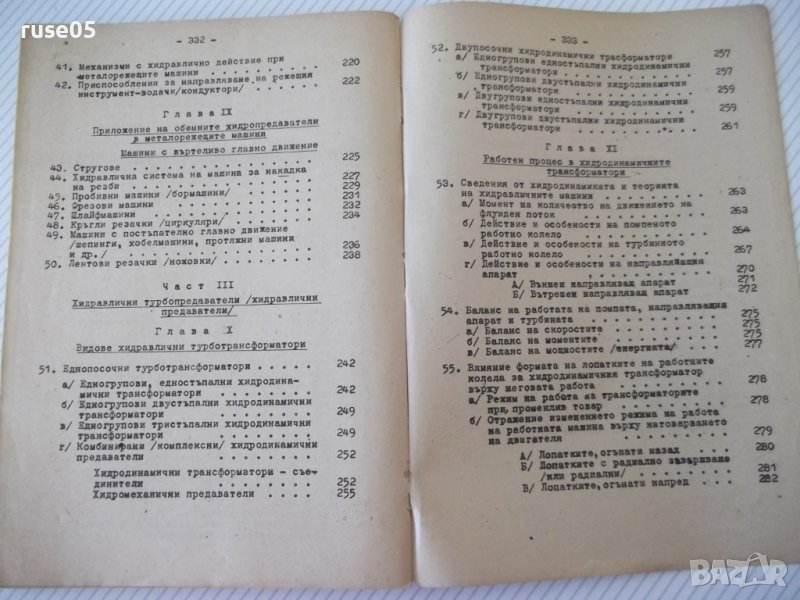 ruse05
- 332 -
41. Механизми с хидравлично действие при
металорежещите машини . . . . . . . . 220
42. Приспособления за направляване на режещия
инструмент-водачи/кондуктори/ . . . . . 222
Глава IX
Приложение на обемните хидропредаватели
в металорежещите машини
Машини с въртеливо главно движение
43. Стругове . . . . . . . . . . . . . 225
44. Хидравлична система на машина за накадка
на резби . . . . . . . . . . . . . 227
45. Пробивни машини /бормашини/ . . . . . . 229
46. Фрезови машини . . . . . . . . . . . 231
47. Шлайфмашини . . . . . . . . . . . . 232
48. Кръгли резачки /циркуляри/ . . . . . . 234
49. Машини с постъпателно главно движение
/шепинги, хобелмашини, протяжни машини
и др./ . . . . . . . . . . . . . . 236
50. Лентови резачки /ножовки/ . . . . . . . 238
Част III
Хидравлични турбопредаватели /хидравлични
предаватели/
Глава X
Видове хидравлични турботрансформатори
51. Еднопосочни турботрансформатори . . . . . 242
а/ Едногрупови, едностъпални хидродина-
мични трансформатори . . . . . . . 242
б/ Едногрупови двустъпални хидродинамични
трансформатори . . . . . . . . . . 249
в/ Едногрупови тристъпални хидродинамични
трансформатори . . . . . . . . . . 249
г/ Комбинирани /комплексни/ хидродинамични
предаватели . . . . . . . . . . . 252
Хидродинамични трансформатори - съе-
динители . . . . . . . . . . . 252
Хидромеханични предаватели . . . . 255
- 333 -
52. Двупосочни хидродинамични трасформатори 257
а/ Едногрупови едностъпални хидродинамични
трансформатори . . . . . . . . . . 257
б/ Едногрупови двустъпални хидродинамични
трансформатори . . . . . . . . . . 259
в/ Двугрупови едностъпални хидродинамични
трансформатори . . . . . . . . . . 259
г/ Двугрупови двустъпални хидродинамични
трансформатори . . . . . . . . . . 261
Глава XI
Работен процес в хидродинамичните
трансформатори
53. Сведения от хидродинамиката и теорията
на хидравличните машини . . . . . . . 263
а/ Момент на количество на движението на
флуиден поток . . . . . . . . . . 263
б/ Действие и особености на помпеното
работно колело . . . . . . . . . . 264
в/ Действие и особености на турбинното
работно колело . . . . . . . . . . 267
г/ Действие и особености на направляващия
апарат . . . . . . . . . . . . 270
А/ Външен направляващ апарат 271
Б/ Вътрешен направляващ апарат 272
54. Баланс на работата на помпата, направляващия
апарат и турбината . . . . . . . . . 275
а/ Баланс на скоростите . . . . . . . 275
б/ Баланс на моментите . . . . . . . 275
в/ Баланс на мощностите /енергията/ . . . 277
55. Влияние формата на лопатките на работните
колела за хидродинамичния трансформатор
върху неговата работа . . . . . . . . 278
а/ Режим на работа на трансформаторите
при променлив товар . . . . . . . . 278
б/ Отражение изменението режима на работа
на работната машина върху натоварването
на двигателя . . . . . . . . . . 279
А/ Лопатките, огънати назад . . . . 280
Б/ Лопатките с радиално завършване
/или радиални/ . . . . . . . . 281
В/ Лопатките, огънати напред . . . 282
BAZAR